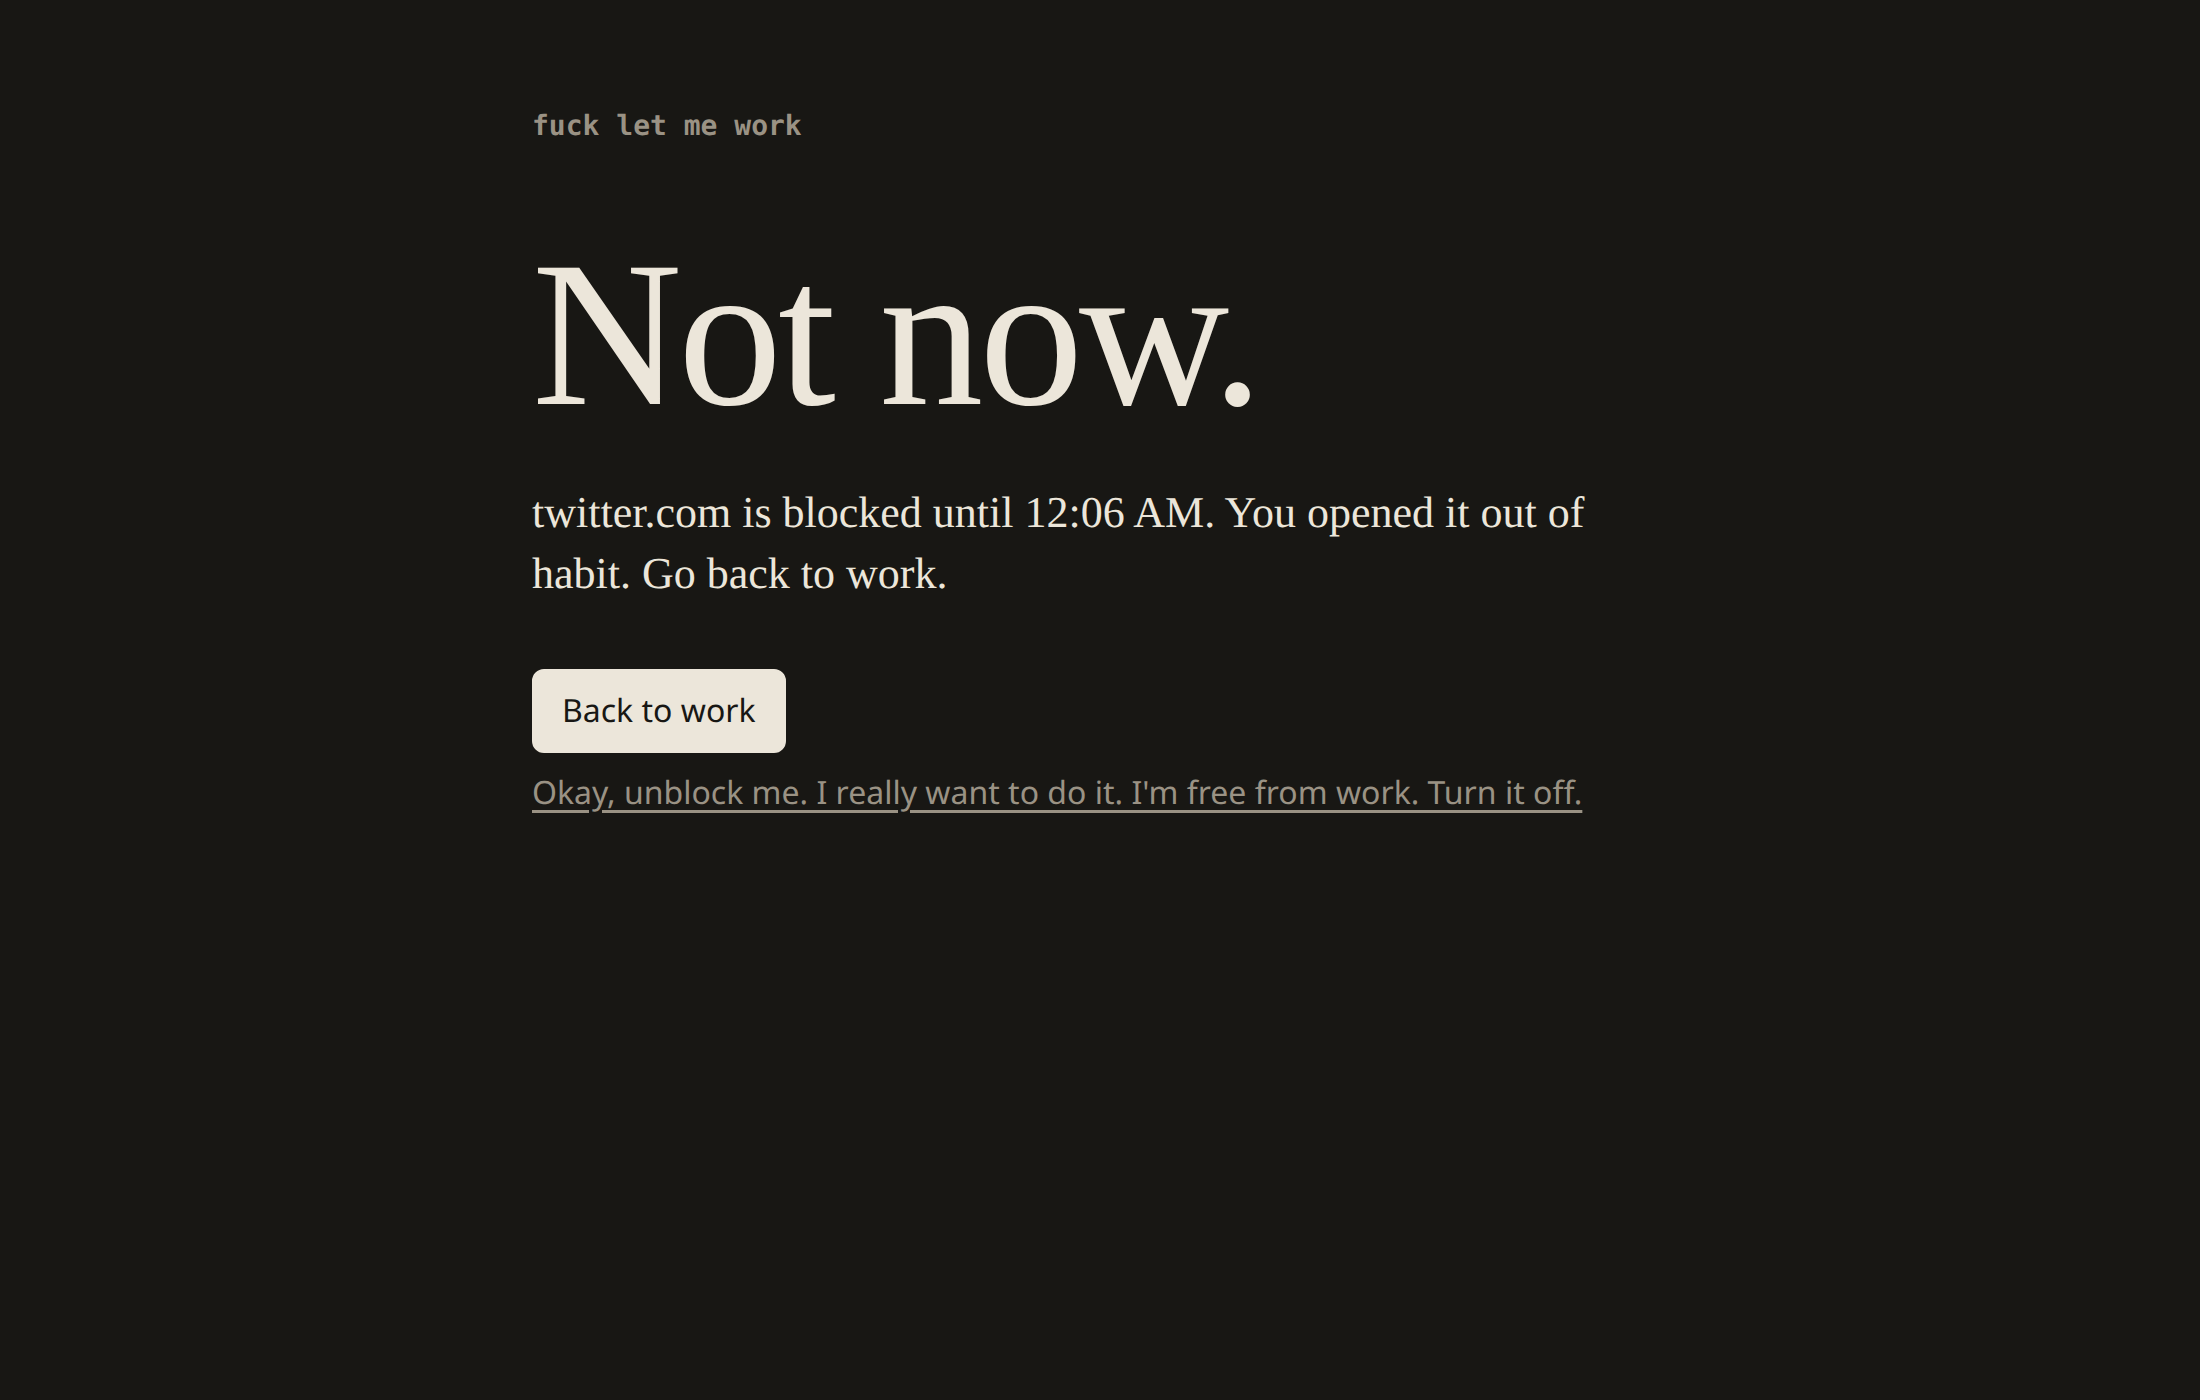 fuck let me work
Not now.
twitter.com is blocked until 12:06 AM. You opened it out of
habit. Go back to work.
Back to work
Okay, unblock me. I really want to do it. I'm free from work. Turn it off.